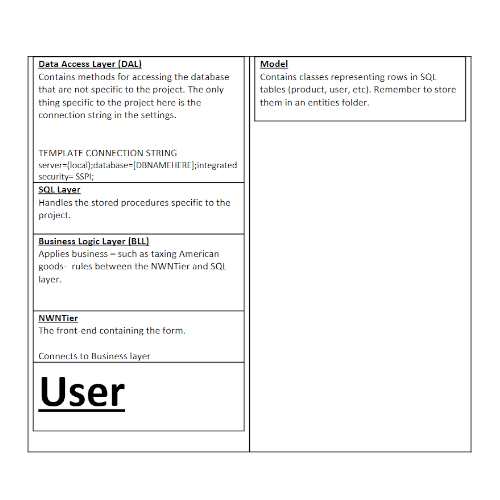 Data Access Layer (DAL)
Contains methods for accessing the database
that are not specific to the project. The only
thing specific to the project here is the
connection string in the settings.
TEMPLATE CONNECTION STRING
server=(local);database=[DBNAMEHERE];integrated
security= SSPI;
SQL Layer
Handles the stored procedures specific to the
project.
Business Logic Layer (BLL)
Applies business – such as taxing American
goods- rules between the NWNTier and SQL
layer.
NWNTier
The front-end containing the form.
Connects to Business layer
User
Model
Contains classes representing rows in SQL
tables (product, user, etc). Remember to store
them in an entities folder.